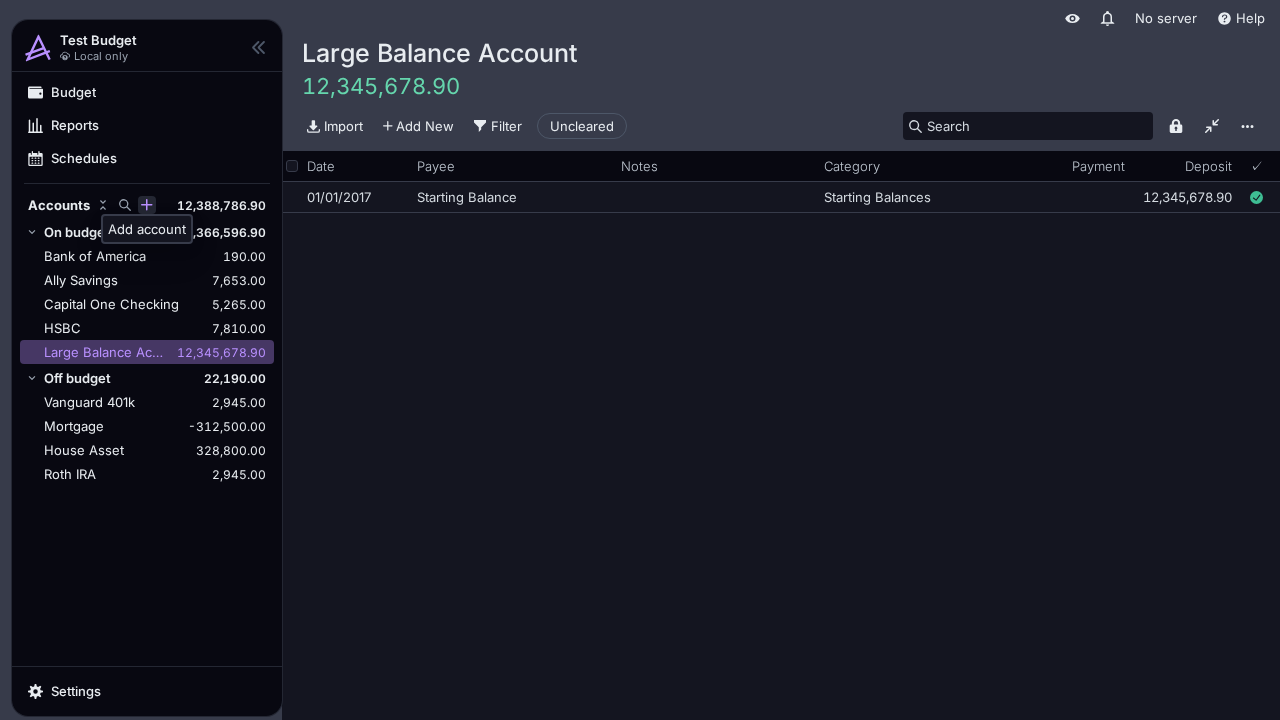 Test Budget
Local only
Budget
Reports
Schedules
Accounts 12,388,786.90
Add account
On budge ,366,596.90
Bank of America 190.00
Ally Savings 7,653.00
Capital One Checking 5,265.00
HSBC 7,810.00
Large Balance Ac... 12,345,678.90
Off budget 22,190.00
Vanguard 401k 2,945.00
Mortgage -312,500.00
House Asset 328,800.00
Roth IRA 2,945.00
Settings
No server Help
Large Balance Account
12,345,678.90
Import + Add New Filter Uncleared Search
Date Payee Notes Category Payment Deposit ✓
01/01/2017 Starting Balance Starting Balances 12,345,678.90